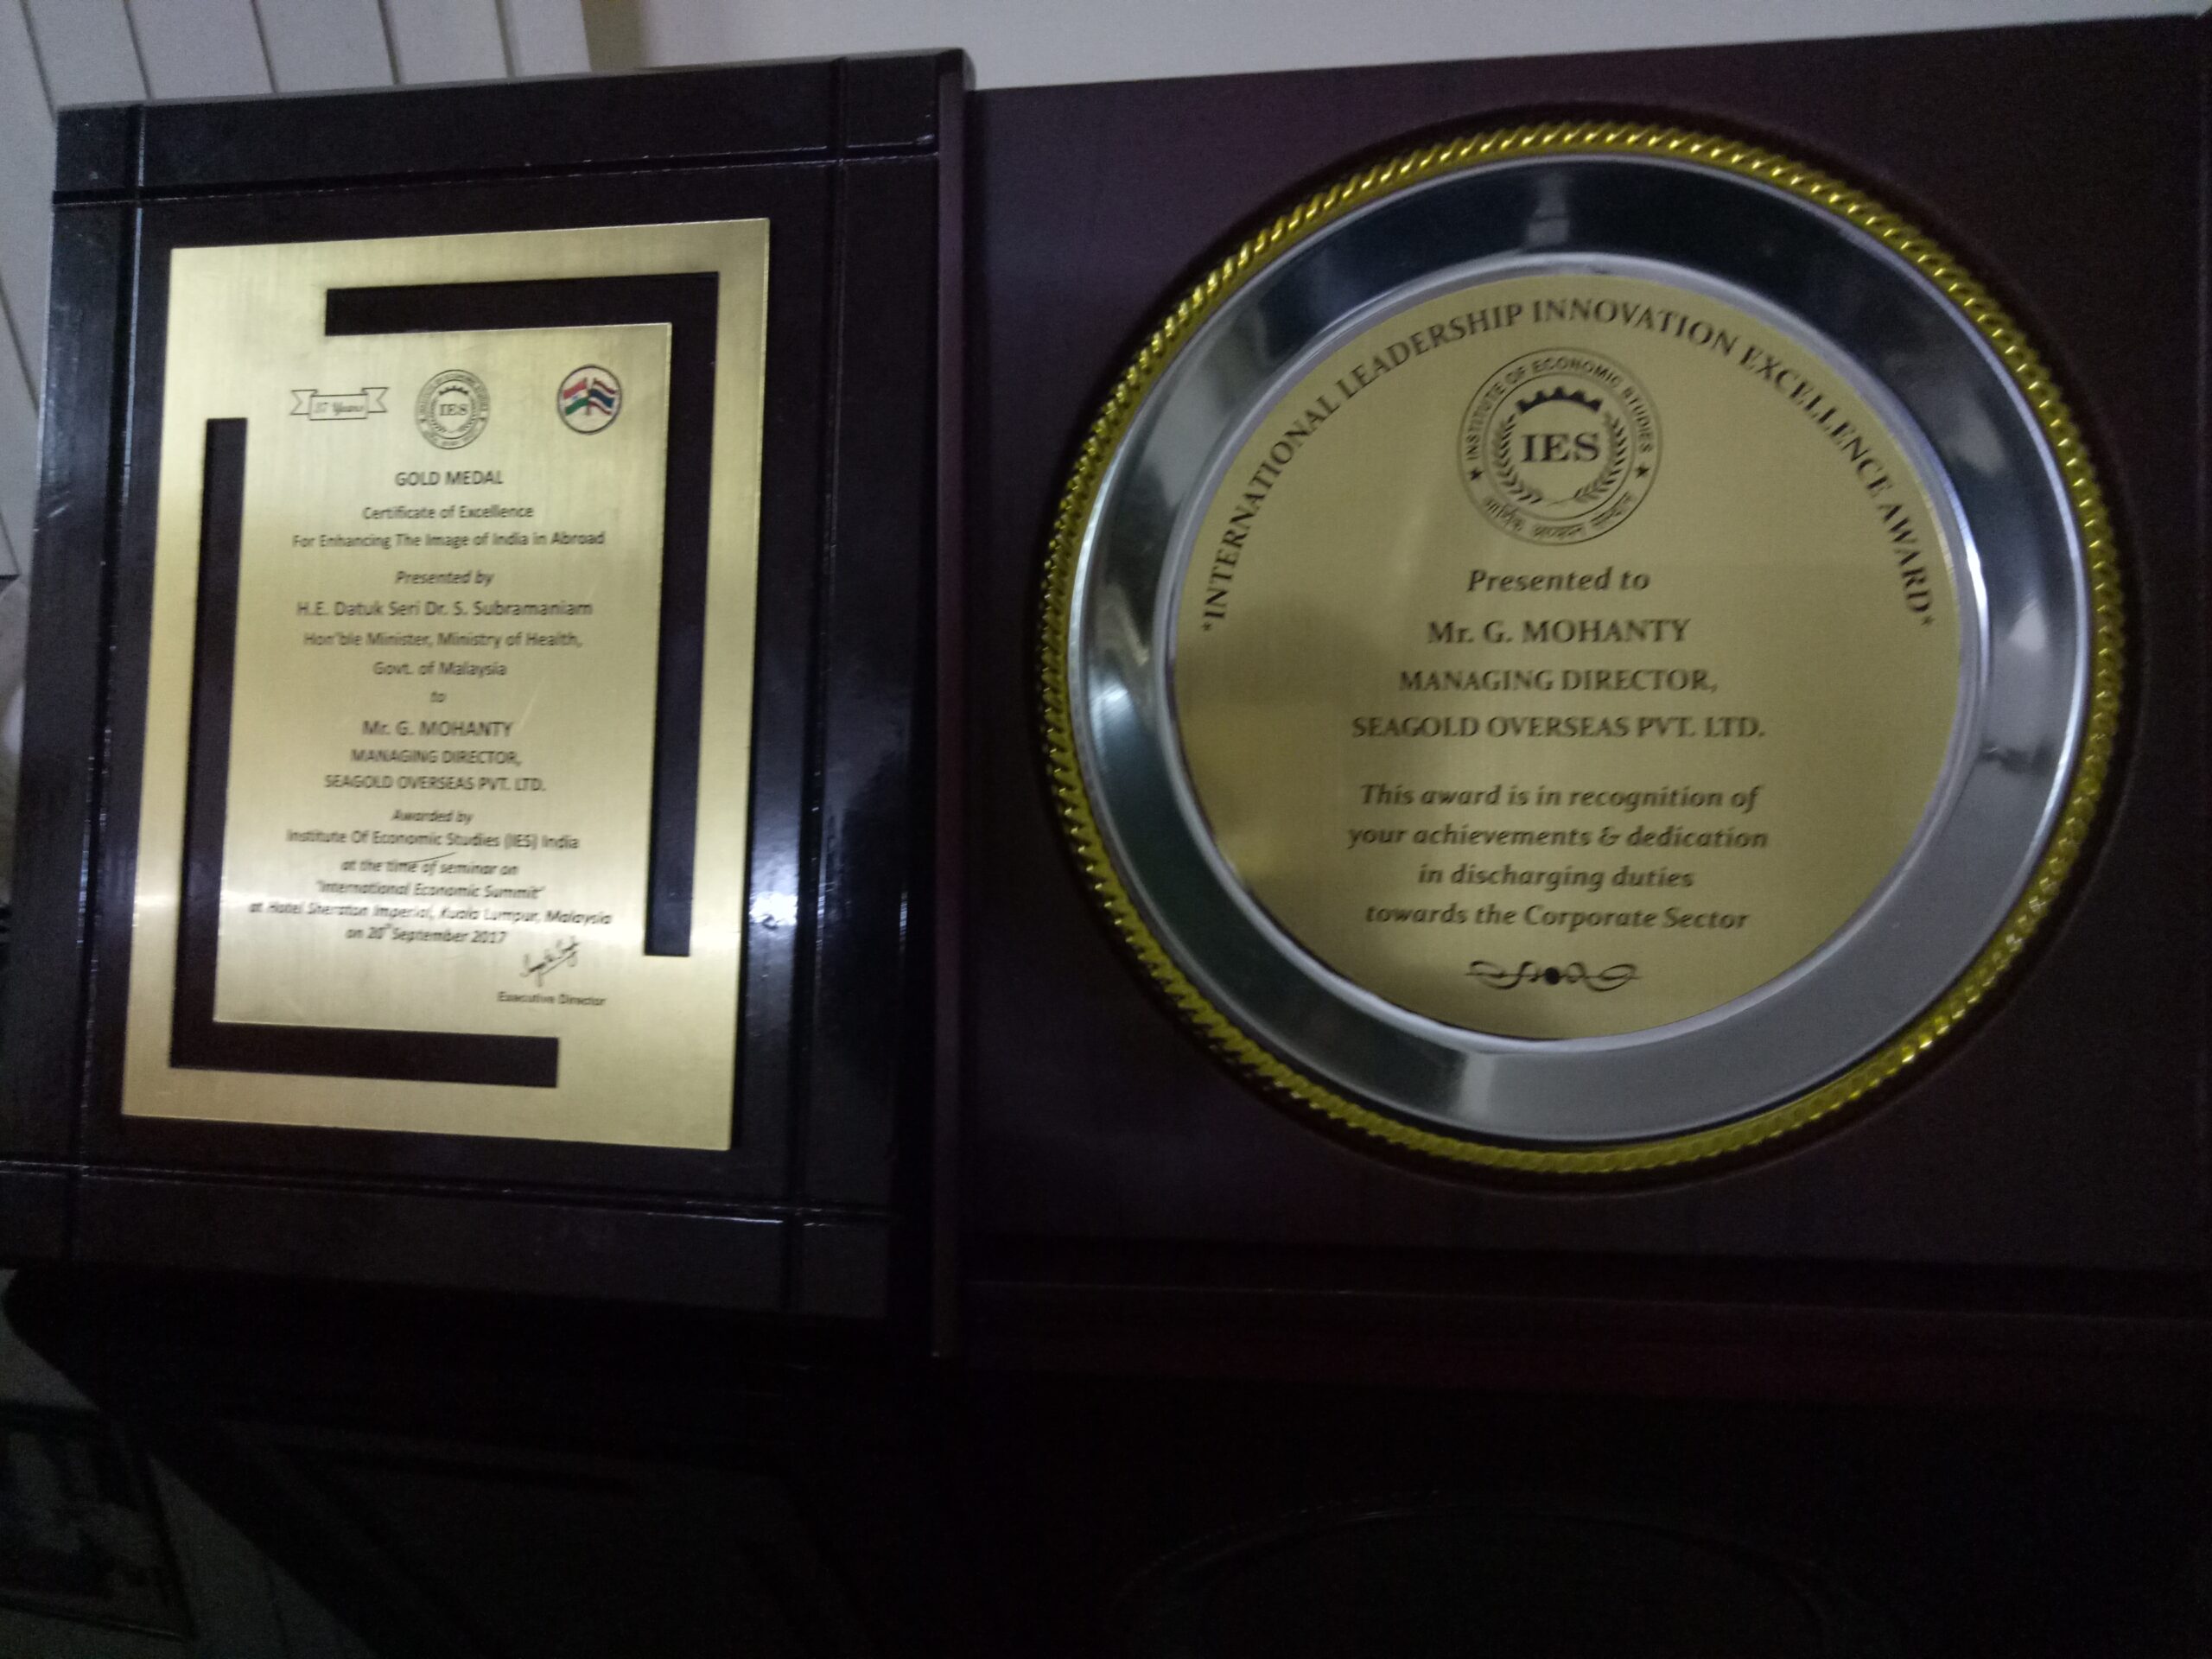 37 Years
IES
GOLD MEDAL
Certificate of Excellence
For Enhancing The Image of India in Abroad
Presented by
H.E. Datuk Seri Dr. S. Subramaniam
Hon'ble Minister, Ministry of Health,
Govt. of Malaysia
to
Mr. G. MOHANTY
MANAGING DIRECTOR,
SEAGOLD OVERSEAS PVT. LTD.
Awarded by
Institute Of Economic Studies (IES) India
at the time of seminar on
"International Economic Summit"
at Hotel Sheraton Imperial, Kuala Lumpur, Malaysia
on 20th September 2017
Executive Director
*INTERNATIONAL LEADERSHIP INNOVATION EXCELLENCE AWARD*
INSTITUTE OF ECONOMIC STUDIES
IES
आर्थिक अध्ययन संस्थान
Presented to
Mr. G. MOHANTY
MANAGING DIRECTOR,
SEAGOLD OVERSEAS PVT. LTD.
This award is in recognition of
your achievements & dedication
in discharging duties
towards the Corporate Sector